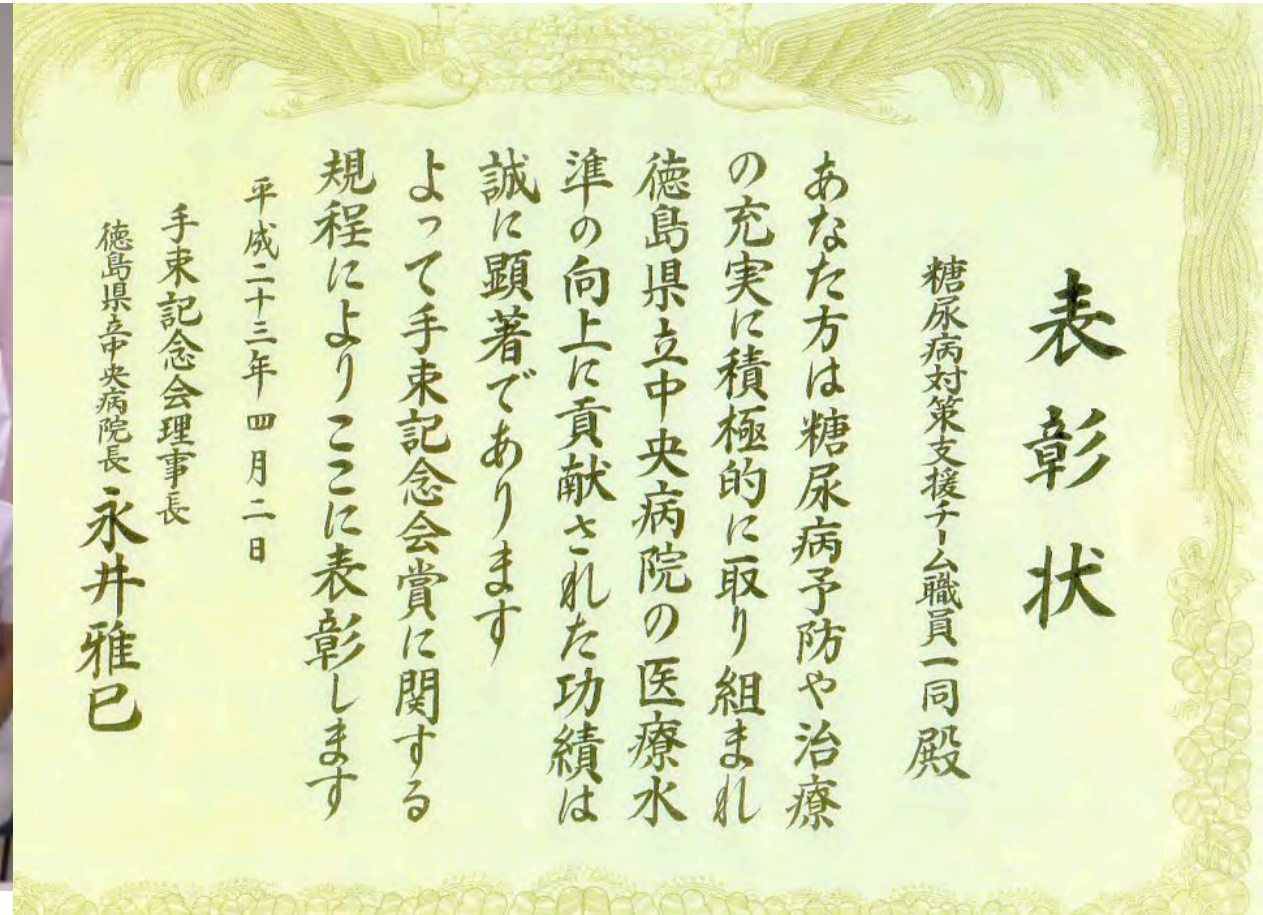 表彰状
糖尿病対策支援チーム職員一同殿
あなた方は糖尿病予防や治療
の充実に積極的に取り組まれ
徳島県立中央病院の医療水
準の向上に貢献された功績は
誠に顕著であります
よって手束記念会賞に関する
規程によりここに表彰します
平成二十三年四月二日
手束記念会理事長
徳島県立中央病院長 永井雅巳